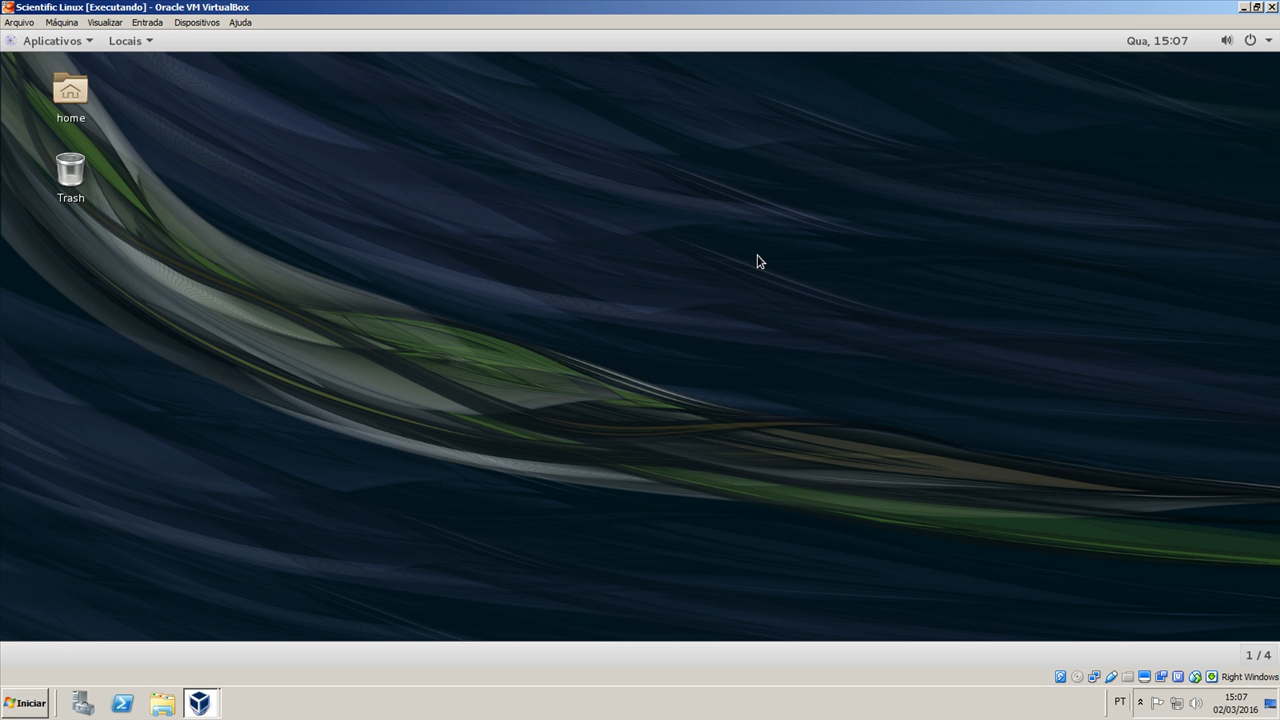 Scientific Linux [Executando] - Oracle VM VirtualBox
Arquivo Máquina Visualizar Entrada Dispositivos Ajuda
Aplicativos Locais Qua, 15:07
home
Trash
1 / 4
Right Windows
Iniciar PT 15:07
02/03/2016